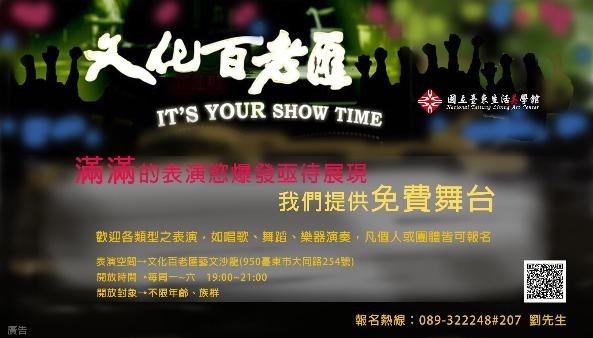 文化百老匯
IT'S YOUR SHOW TIME
國立臺東生活美學館
National Taitung Living Art Center
滿滿的表演慾爆發亟待展現
我們提供免費舞台
歡迎各類型之表演，如唱歌、舞蹈、樂器演奏，凡個人或團體皆可報名
表演空間→文化百老匯藝文沙龍(950臺東市大同路254號)
開放時間→每周一~六 19:00~21:00
開放對象→不限年齡、族群
報名熱線：089-322248#207 劉先生
廣告